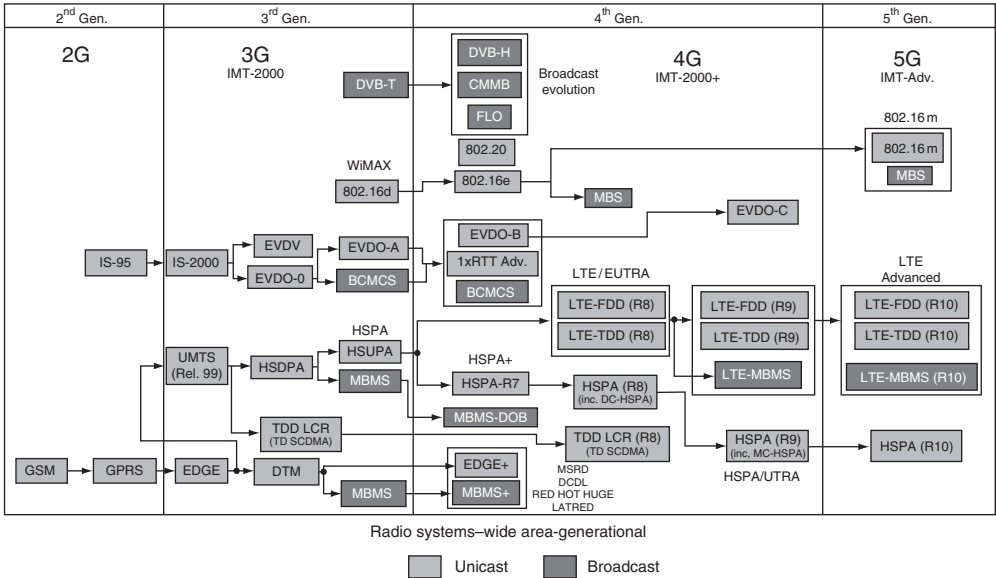 2nd Gen.
3rd Gen.
4th Gen.
5th Gen.
2G
3G
IMT-2000
4G
IMT-2000+
5G
IMT-Adv.
DVB-T
DVB-H
CMMB
FLO
Broadcast
evolution
802.20
WiMAX
802.16d
802.16e
MBS
802.16m
802.16m
MBS
EVDO-C
IS-95
IS-2000
EVDV
EVDO-0
EVDO-A
BCMCS
EVDO-B
1xRTT Adv.
BCMCS
LTE/EUTRA
LTE-FDD (R8)
LTE-TDD (R8)
LTE-FDD (R9)
LTE-TDD (R9)
LTE-MBMS
LTE
Advanced
LTE-FDD (R10)
LTE-TDD (R10)
LTE-MBMS (R10)
UMTS
(Rel. 99)
HSDPA
HSPA
HSUPA
MBMS
HSPA+
HSPA-R7
HSPA (R8)
(inc. DC-HSPA)
MBMS-DOB
TDD LCR
(TD SCDMA)
TDD LCR (R8)
(TD SCDMA)
HSPA (R9)
(inc, MC-HSPA)
HSPA/UTRA
HSPA (R10)
GSM
GPRS
EDGE
DTM
MBMS
EDGE+
MBMS+
MSRD
DCDL
RED HOT HUGE
LATRED
Radio systems–wide area-generational
Unicast
Broadcast